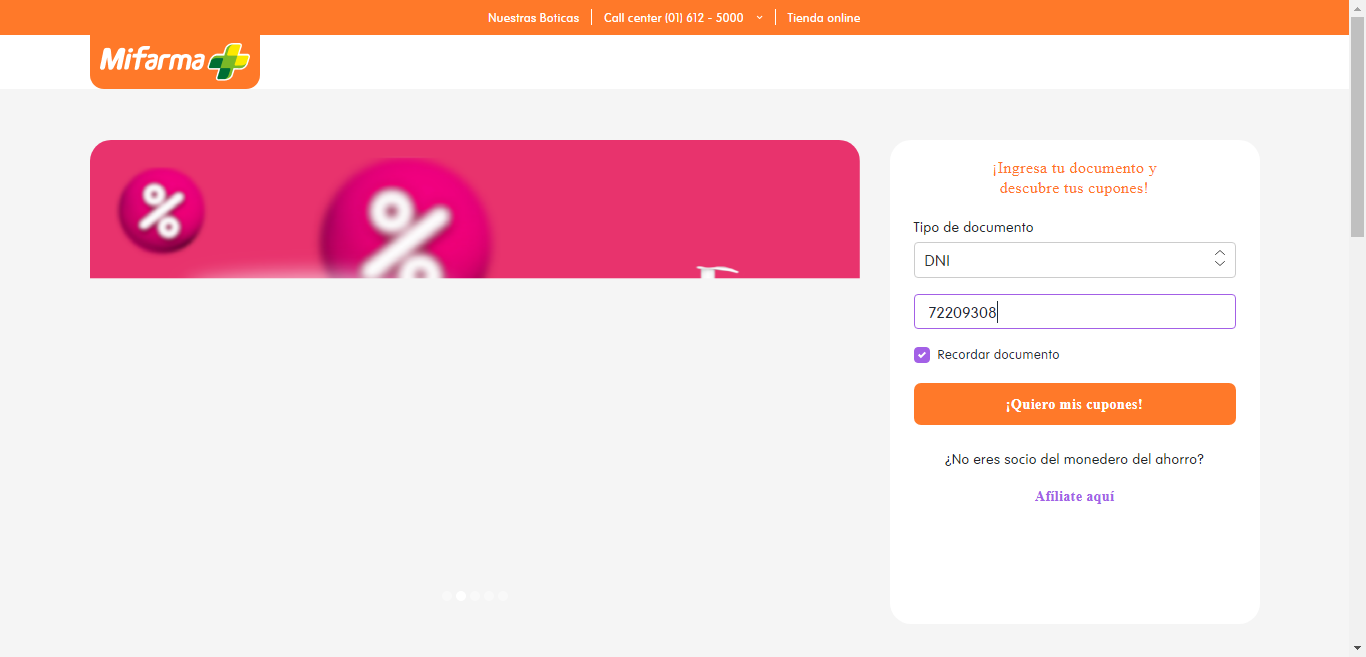 Nuestras Boticas
Call center (01) 612 - 5000
Tienda online
Mifarma
%
%
¡Ingresa tu documento y
descubre tus cupones!
Tipo de documento
DNI
72209308
Recordar documento
¡Quiero mis cupones!
¿No eres socio del monedero del ahorro?
Afíliate aquí